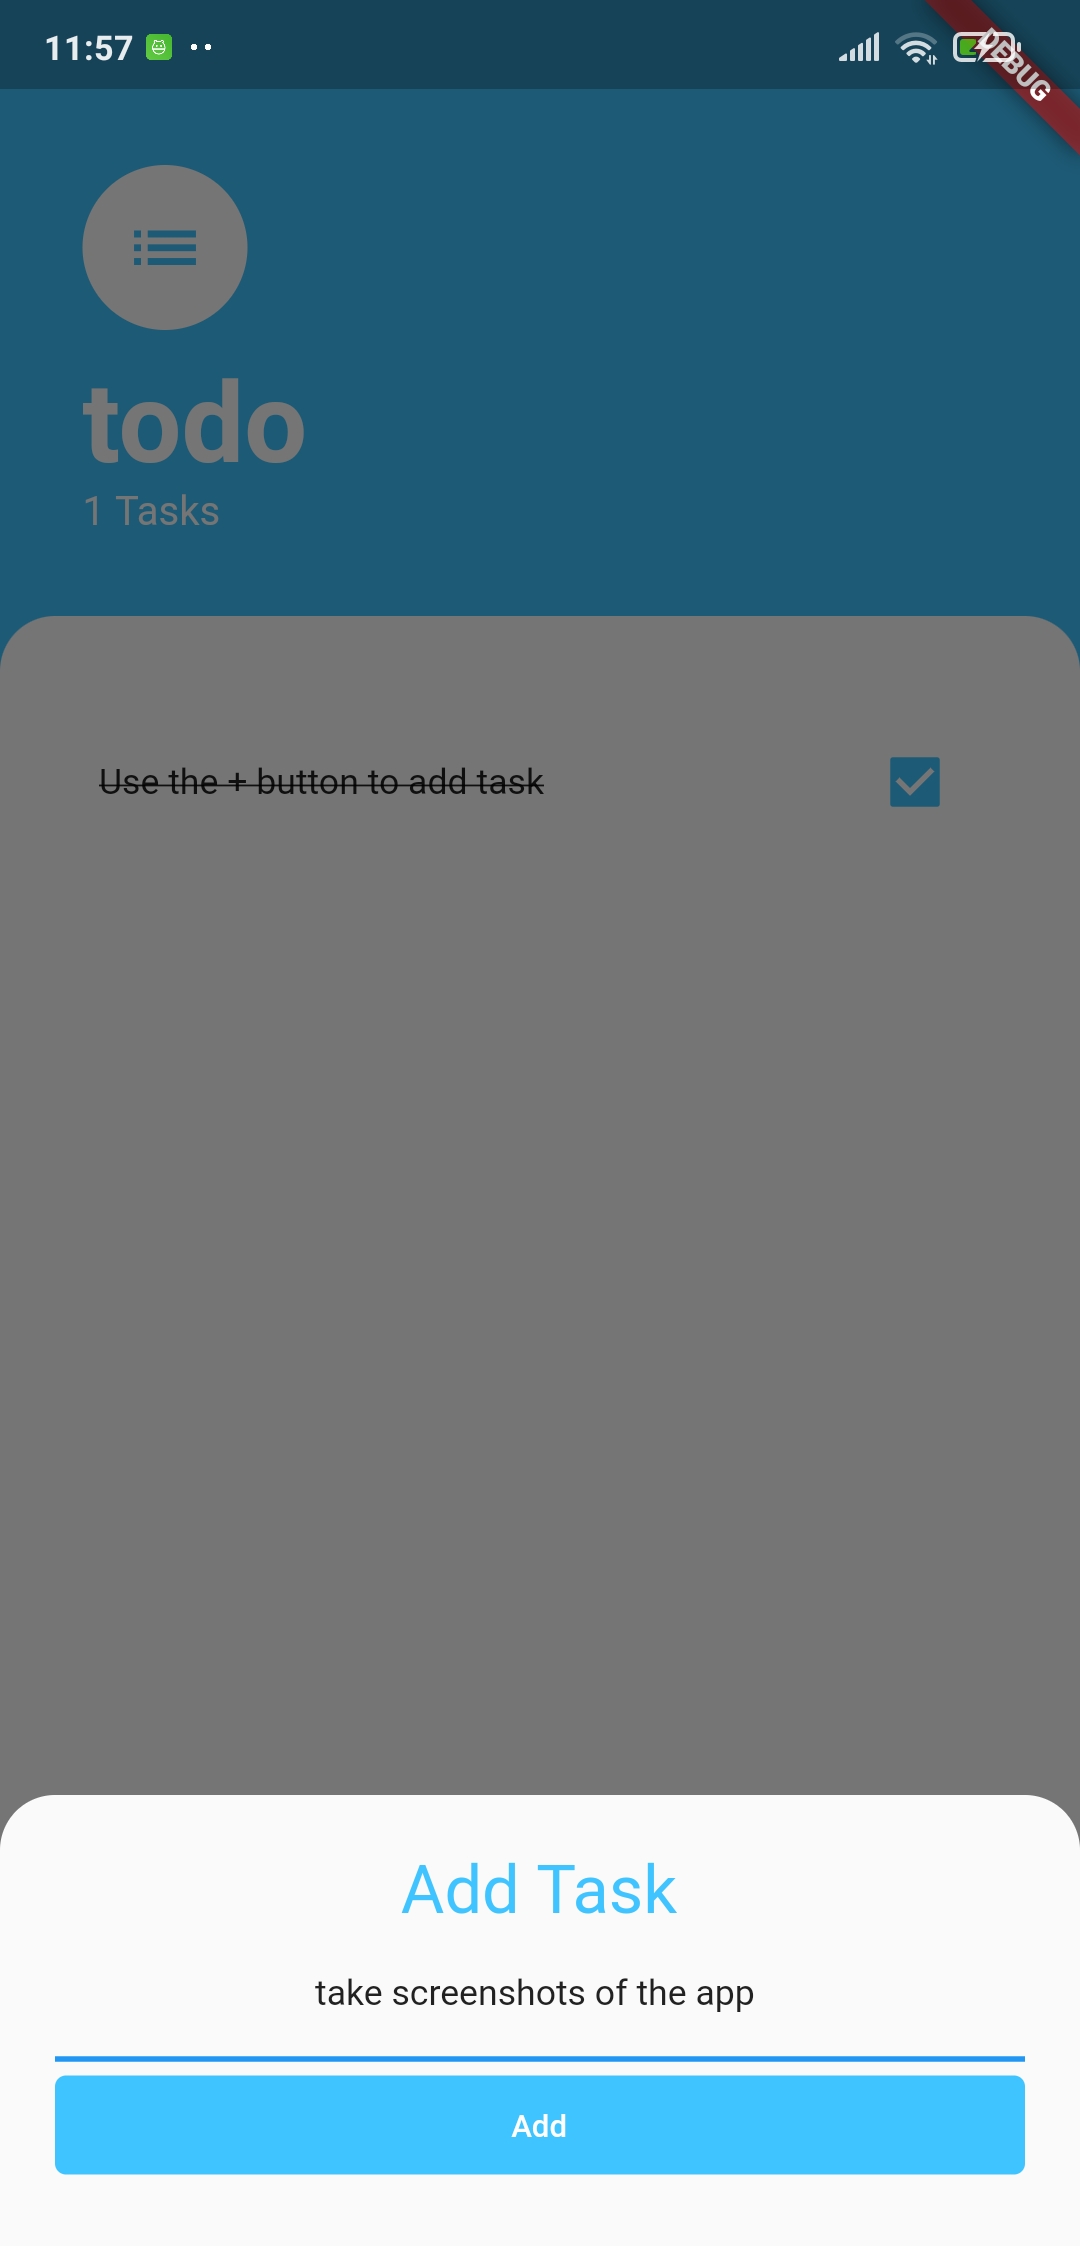 11:57
DEBUG
todo
1 Tasks
Use the + button to add task
Add Task
take screenshots of the app
Add